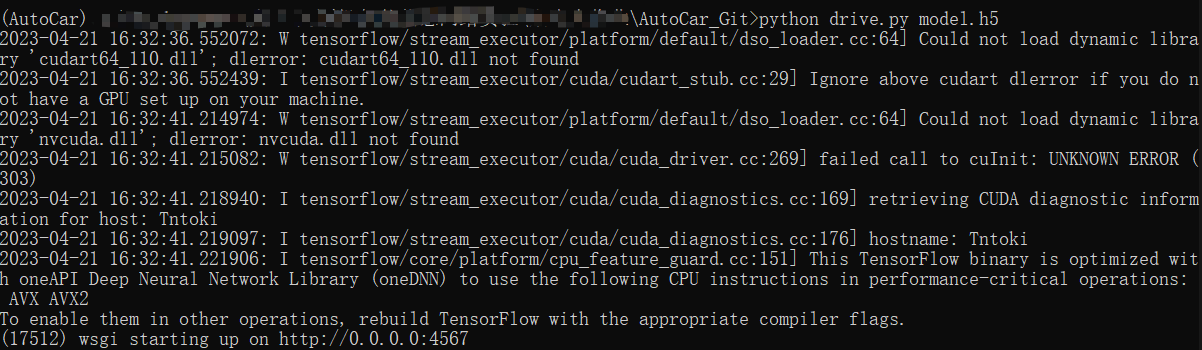 (AutoCar) \AutoCar_Git>python drive.py model.h5
2023-04-21 16:32:36.552072: W tensorflow/stream_executor/platform/default/dso_loader.cc:64] Could not load dynamic libra
ry 'cudart64_110.dll'; dlerror: cudart64_110.dll not found
2023-04-21 16:32:36.552439: I tensorflow/stream_executor/cuda/cudart_stub.cc:29] Ignore above cudart dlerror if you do n
ot have a GPU set up on your machine.
2023-04-21 16:32:41.214974: W tensorflow/stream_executor/platform/default/dso_loader.cc:64] Could not load dynamic libra
ry 'nvcuda.dll'; dlerror: nvcuda.dll not found
2023-04-21 16:32:41.215082: W tensorflow/stream_executor/cuda/cuda_driver.cc:269] failed call to cuInit: UNKNOWN ERROR (
303)
2023-04-21 16:32:41.218940: I tensorflow/stream_executor/cuda/cuda_diagnostics.cc:169] retrieving CUDA diagnostic inform
ation for host: Tntoki
2023-04-21 16:32:41.219097: I tensorflow/stream_executor/cuda/cuda_diagnostics.cc:176] hostname: Tntoki
2023-04-21 16:32:41.221906: I tensorflow/core/platform/cpu_feature_guard.cc:151] This TensorFlow binary is optimized wit
h oneAPI Deep Neural Network Library (oneDNN) to use the following CPU instructions in performance-critical operations:
 AVX AVX2
To enable them in other operations, rebuild TensorFlow with the appropriate compiler flags.
(17512) wsgi starting up on http://0.0.0.0:4567